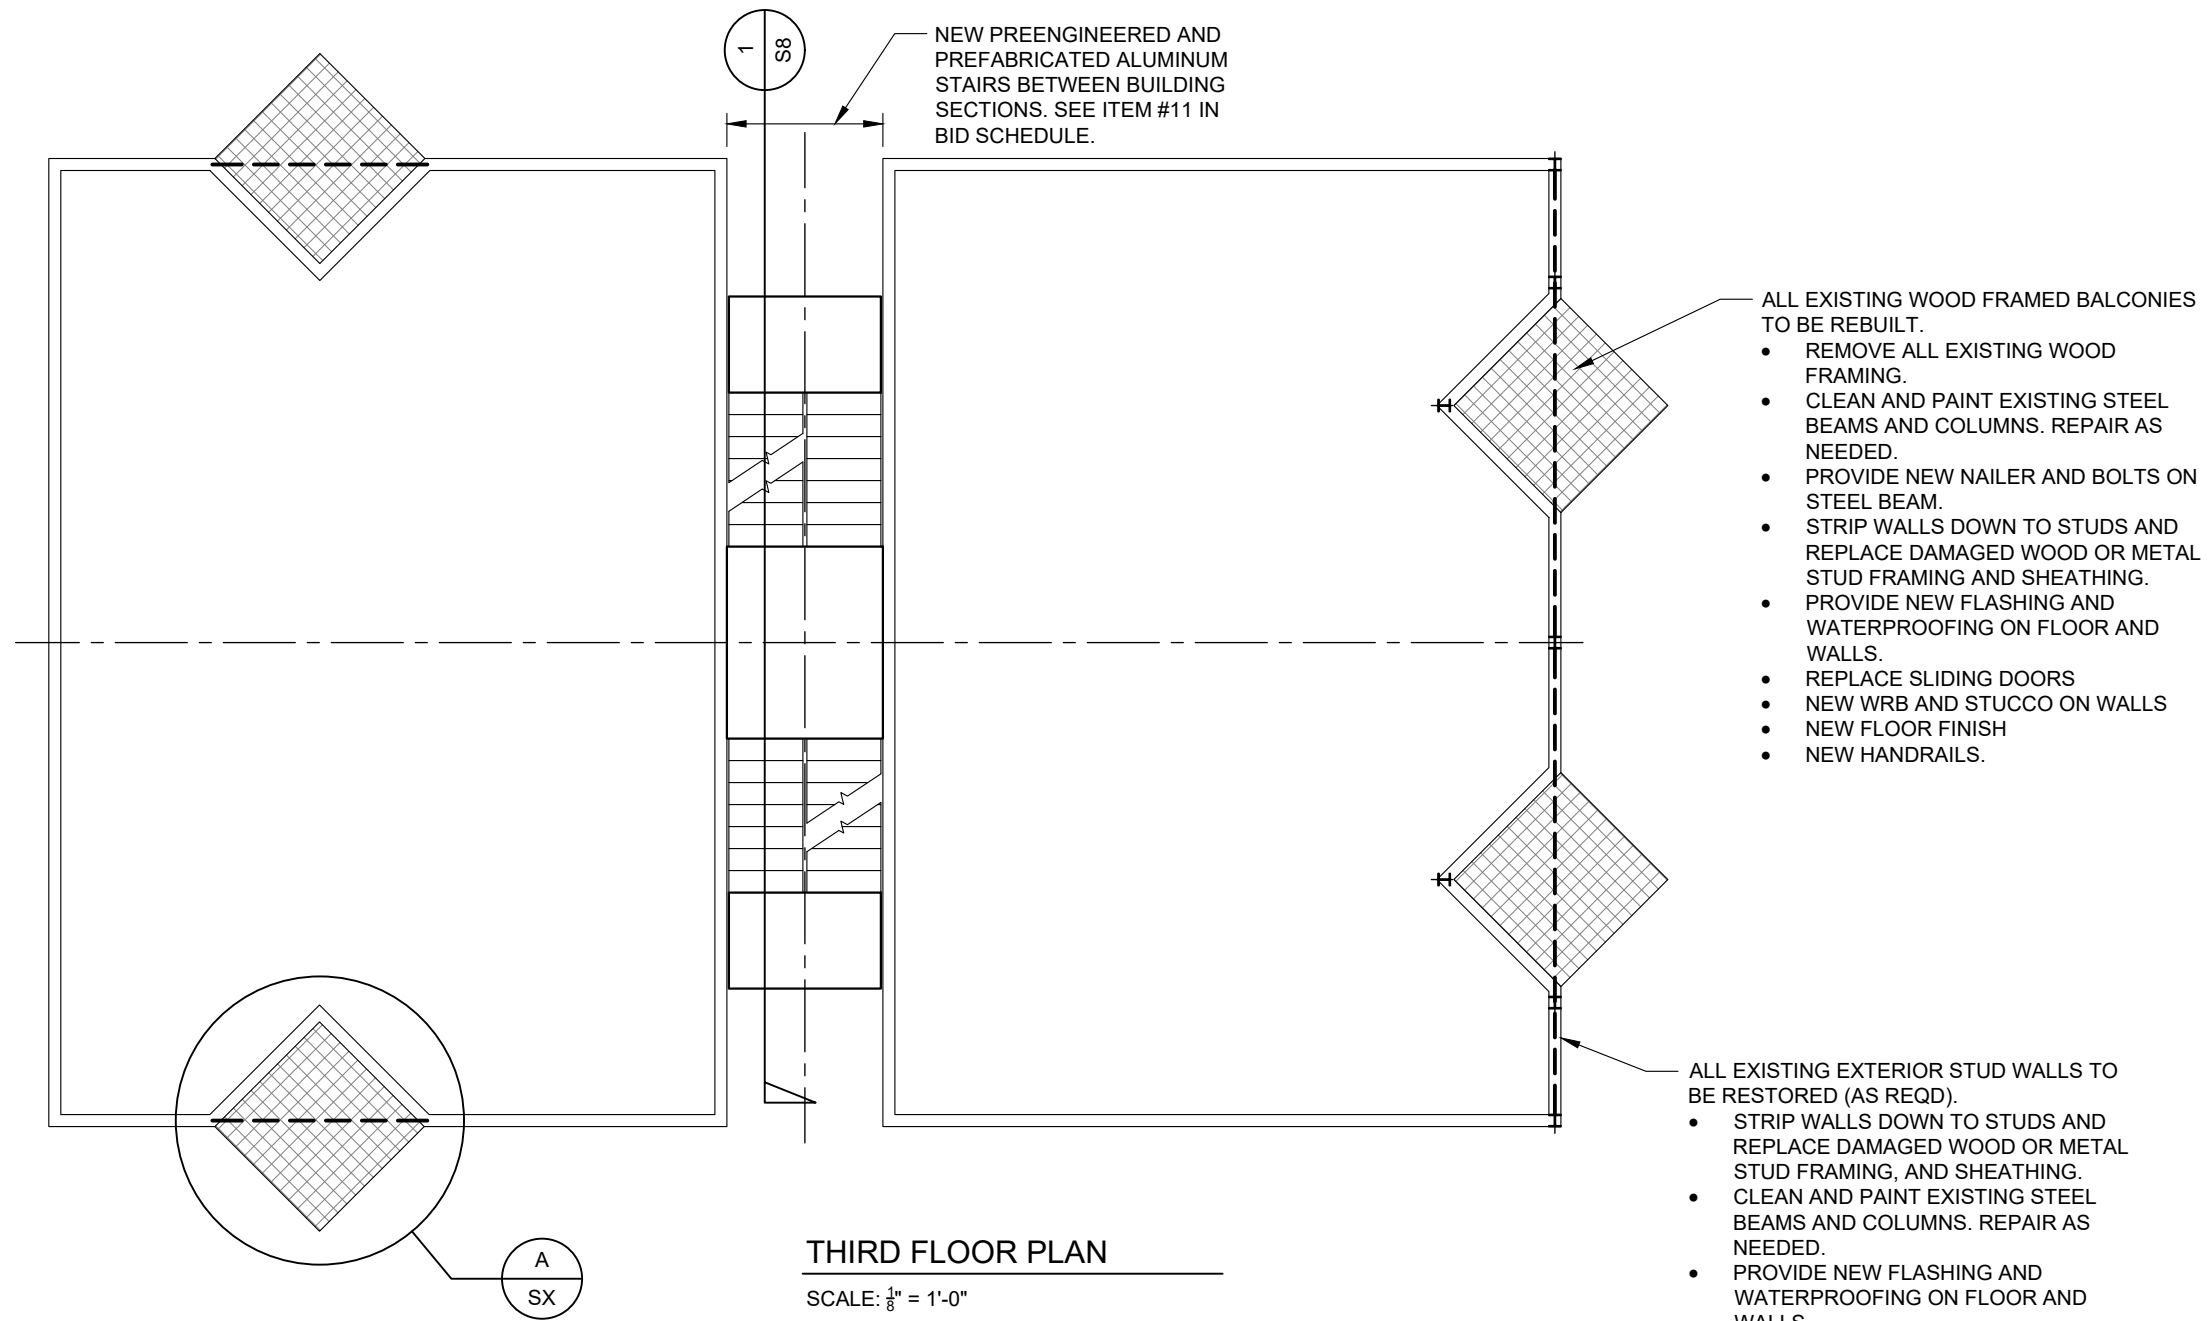 1
S8
NEW PREENGINEERED AND
PREFABRICATED ALUMINUM
STAIRS BETWEEN BUILDING
SECTIONS. SEE ITEM #11 IN
BID SCHEDULE.
ALL EXISTING WOOD FRAMED BALCONIES
TO BE REBUILT.
• REMOVE ALL EXISTING WOOD
FRAMING.
• CLEAN AND PAINT EXISTING STEEL
BEAMS AND COLUMNS. REPAIR AS
NEEDED.
• PROVIDE NEW NAILER AND BOLTS ON
STEEL BEAM.
• STRIP WALLS DOWN TO STUDS AND
REPLACE DAMAGED WOOD OR METAL
STUD FRAMING AND SHEATHING.
• PROVIDE NEW FLASHING AND
WATERPROOFING ON FLOOR AND
WALLS.
• REPLACE SLIDING DOORS
• NEW WRB AND STUCCO ON WALLS
• NEW FLOOR FINISH
• NEW HANDRAILS.
ALL EXISTING EXTERIOR STUD WALLS TO
BE RESTORED (AS REQD).
• STRIP WALLS DOWN TO STUDS AND
REPLACE DAMAGED WOOD OR METAL
STUD FRAMING, AND SHEATHING.
• CLEAN AND PAINT EXISTING STEEL
BEAMS AND COLUMNS. REPAIR AS
NEEDED.
• PROVIDE NEW FLASHING AND
WATERPROOFING ON FLOOR AND
WALLS
A
SX
THIRD FLOOR PLAN
SCALE: 1/8" = 1'-0"